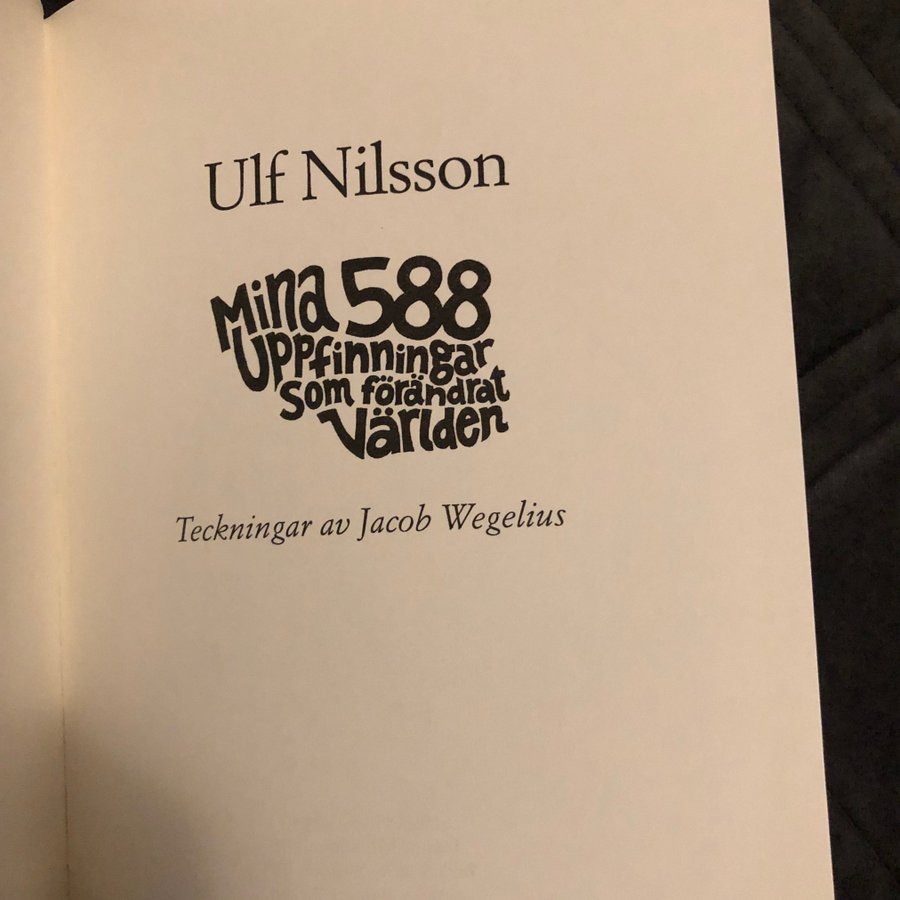 Ulf Nilsson
Mina 588
Uppfinningar
Som förändrat
Världen
Teckningar av Jacob Wegelius